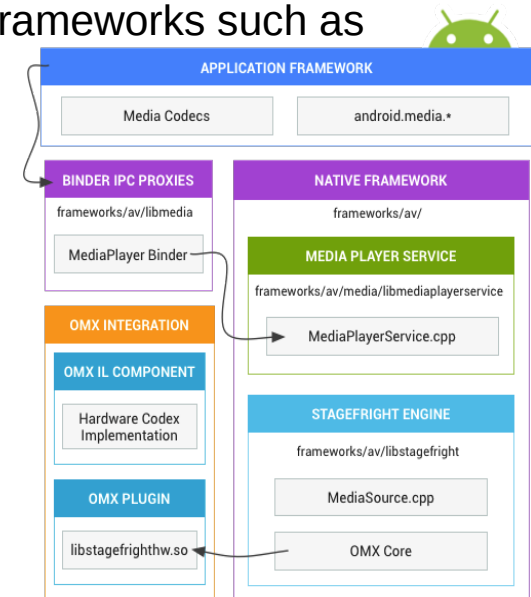 rameworks such as
APPLICATION FRAMEWORK
Media Codecs
android.media.*
BINDER IPC PROXIES
frameworks/av/libmedia
MediaPlayer Binder
NATIVE FRAMEWORK
frameworks/av/
MEDIA PLAYER SERVICE
frameworks/av/media/libmediaplayerservice
MediaPlayerService.cpp
OMX INTEGRATION
OMX IL COMPONENT
Hardware Codex
Implementation
OMX PLUGIN
libstagefrighthw.so
STAGEFRIGHT ENGINE
frameworks/av/libstagefright
MediaSource.cpp
OMX Core